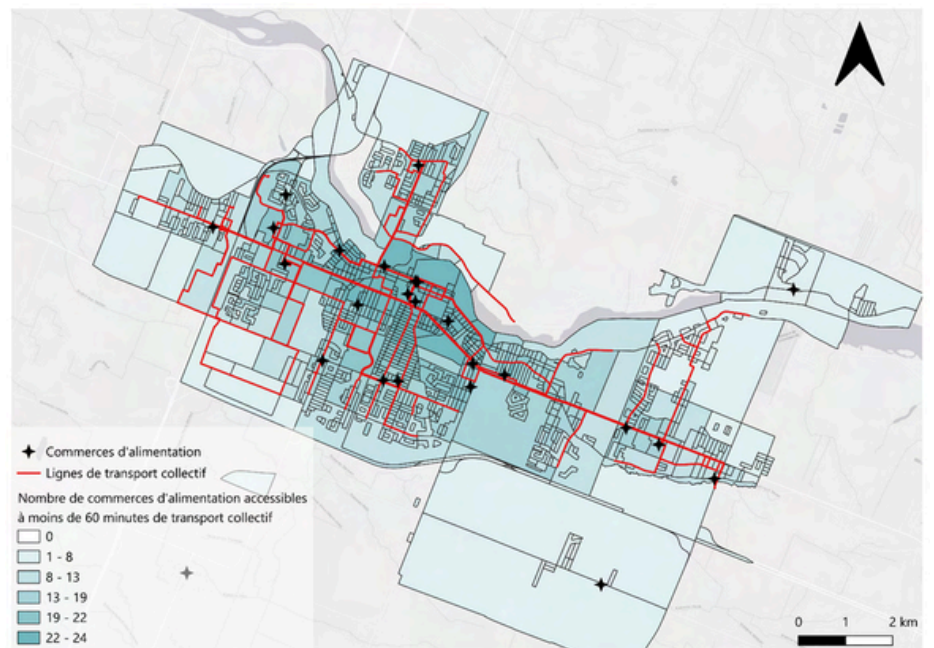 Commerces d'alimentation
Lignes de transport collectif
Nombre de commerces d'alimentation accessibles
à moins de 60 minutes de transport collectif
0
1 - 8
8 - 13
13 - 19
19 - 22
22 - 24
0 1 2 km